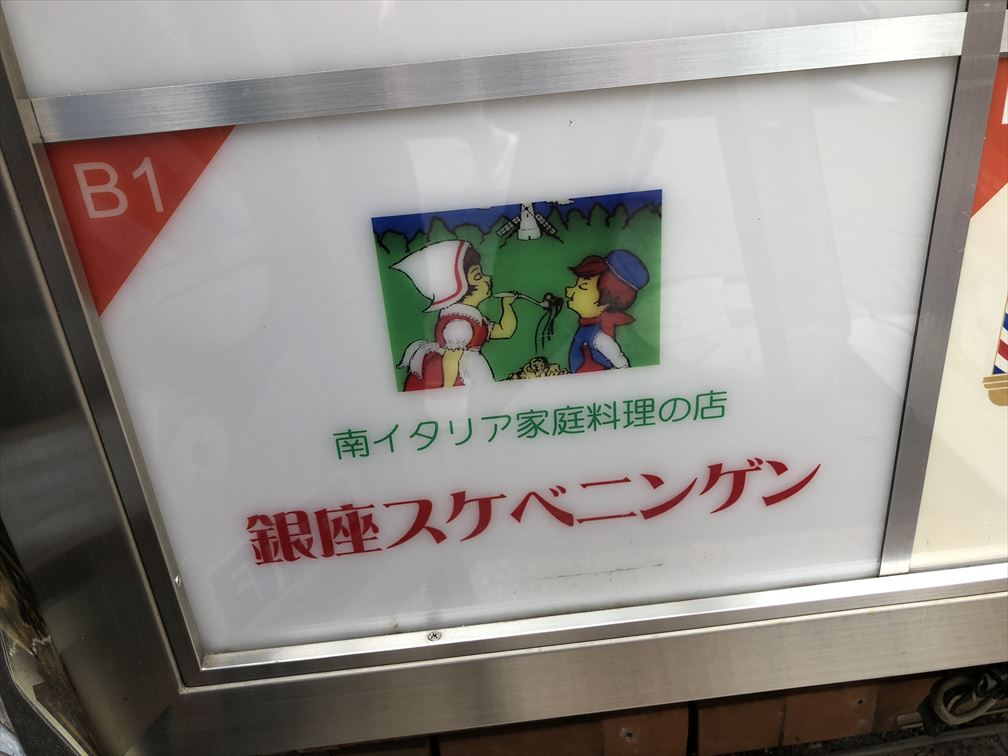 B1
南イタリア家庭料理の店
銀座スケベニンゲン